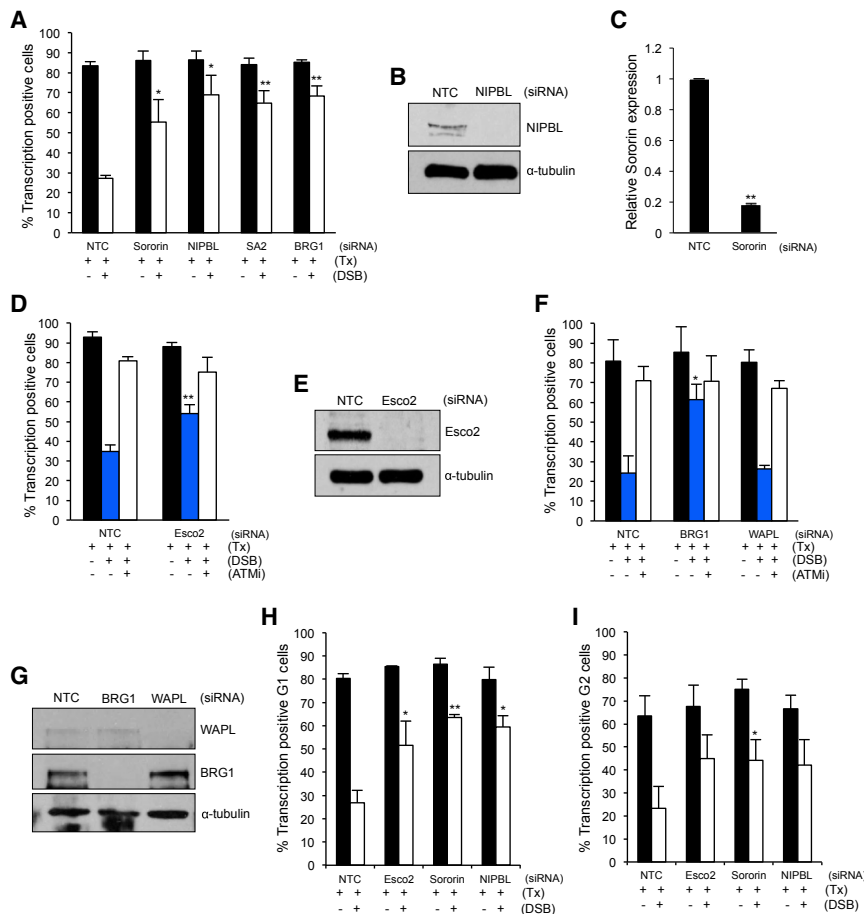 A
% Transcription positive cells
100
90
80
70
60
50
40
30
20
10
0
* * ** **
NTC Sororin NIPBL SA2 BRG1 (siRNA)
+ + + + + + + + + + (Tx)
- + - + - + - + - + (DSB)
B
NTC NIPBL (siRNA)
NIPBL
α-tubulin
C
Relative Sororin expression
1.2
1
0.8
0.6
0.4
0.2
0
**
NTC Sororin (siRNA)
D
% Transcription positive cells
100
90
80
70
60
50
40
30
20
10
0
**
NTC Esco2 (siRNA)
+ + + + + + (Tx)
- + + - + + (DSB)
- - + - - + (ATMi)
E
NTC Esco2 (siRNA)
Esco2
α-tubulin
F
% Transcription positive cells
100
90
80
70
60
50
40
30
20
10
0
*
NTC BRG1 WAPL (siRNA)
+ + + + + + + + + (Tx)
- + + - + + - + + (DSB)
- - + - - + - - + (ATMi)
G
NTC BRG1 WAPL (siRNA)
WAPL
BRG1
α-tubulin
H
% Transcription positive G1 cells
100
90
80
70
60
50
40
30
20
10
0
* ** *
NTC Esco2 Sororin NIPBL (siRNA)
+ + + + + + + + (Tx)
- + - + - + - + (DSB)
I
% Transcription positive G2 cells
100
90
80
70
60
50
40
30
20
10
0
*
NTC Esco2 Sororin NIPBL (siRNA)
+ + + + + + + + (Tx)
- + - + - + - + (DSB)